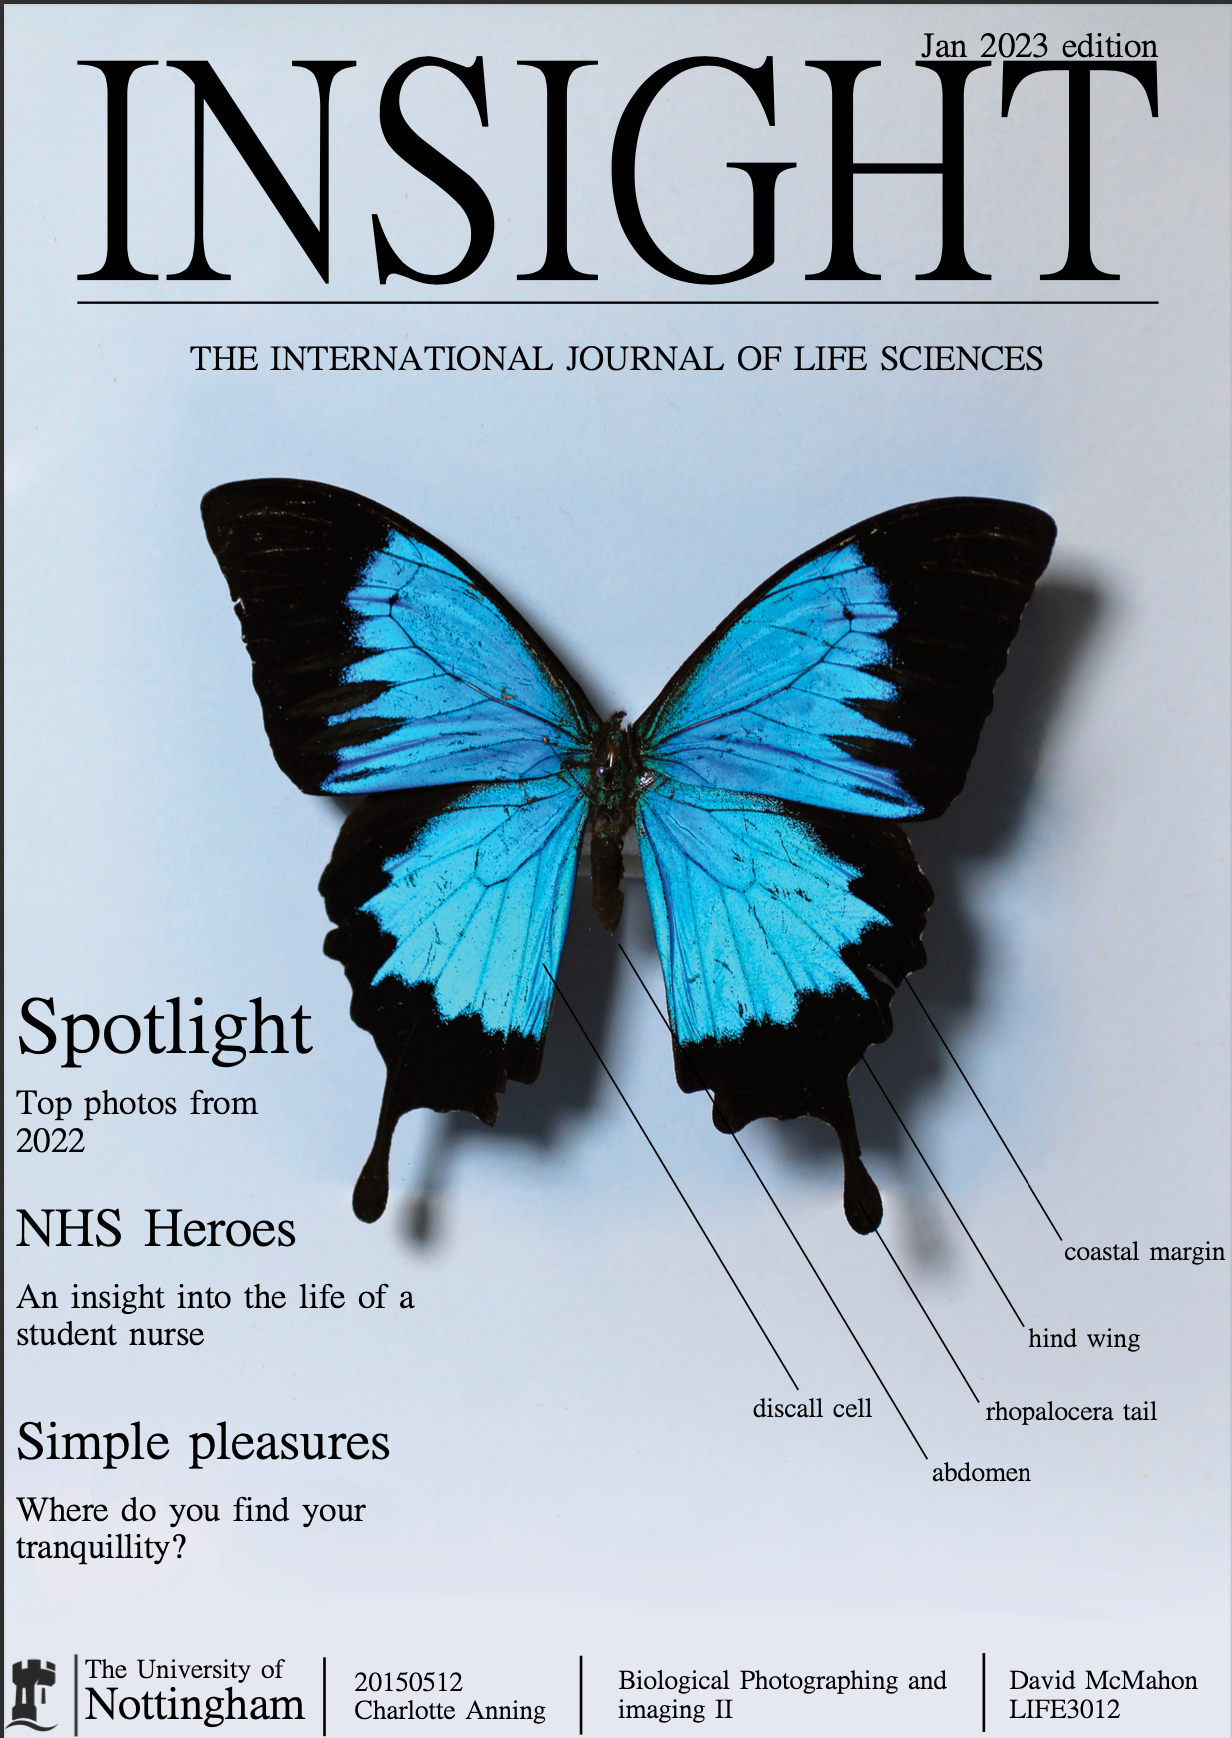 Jan 2023 edition
INSIGHT
THE INTERNATIONAL JOURNAL OF LIFE SCIENCES
Spotlight
Top photos from
2022
NHS Heroes
An insight into the life of a
student nurse
Simple pleasures
Where do you find your
tranquillity?
coastal margin
hind wing
rhopalocera tail
discall cell
abdomen
The University of
Nottingham
20150512
Charlotte Anning
Biological Photographing and
imaging II
David McMahon
LIFE3012